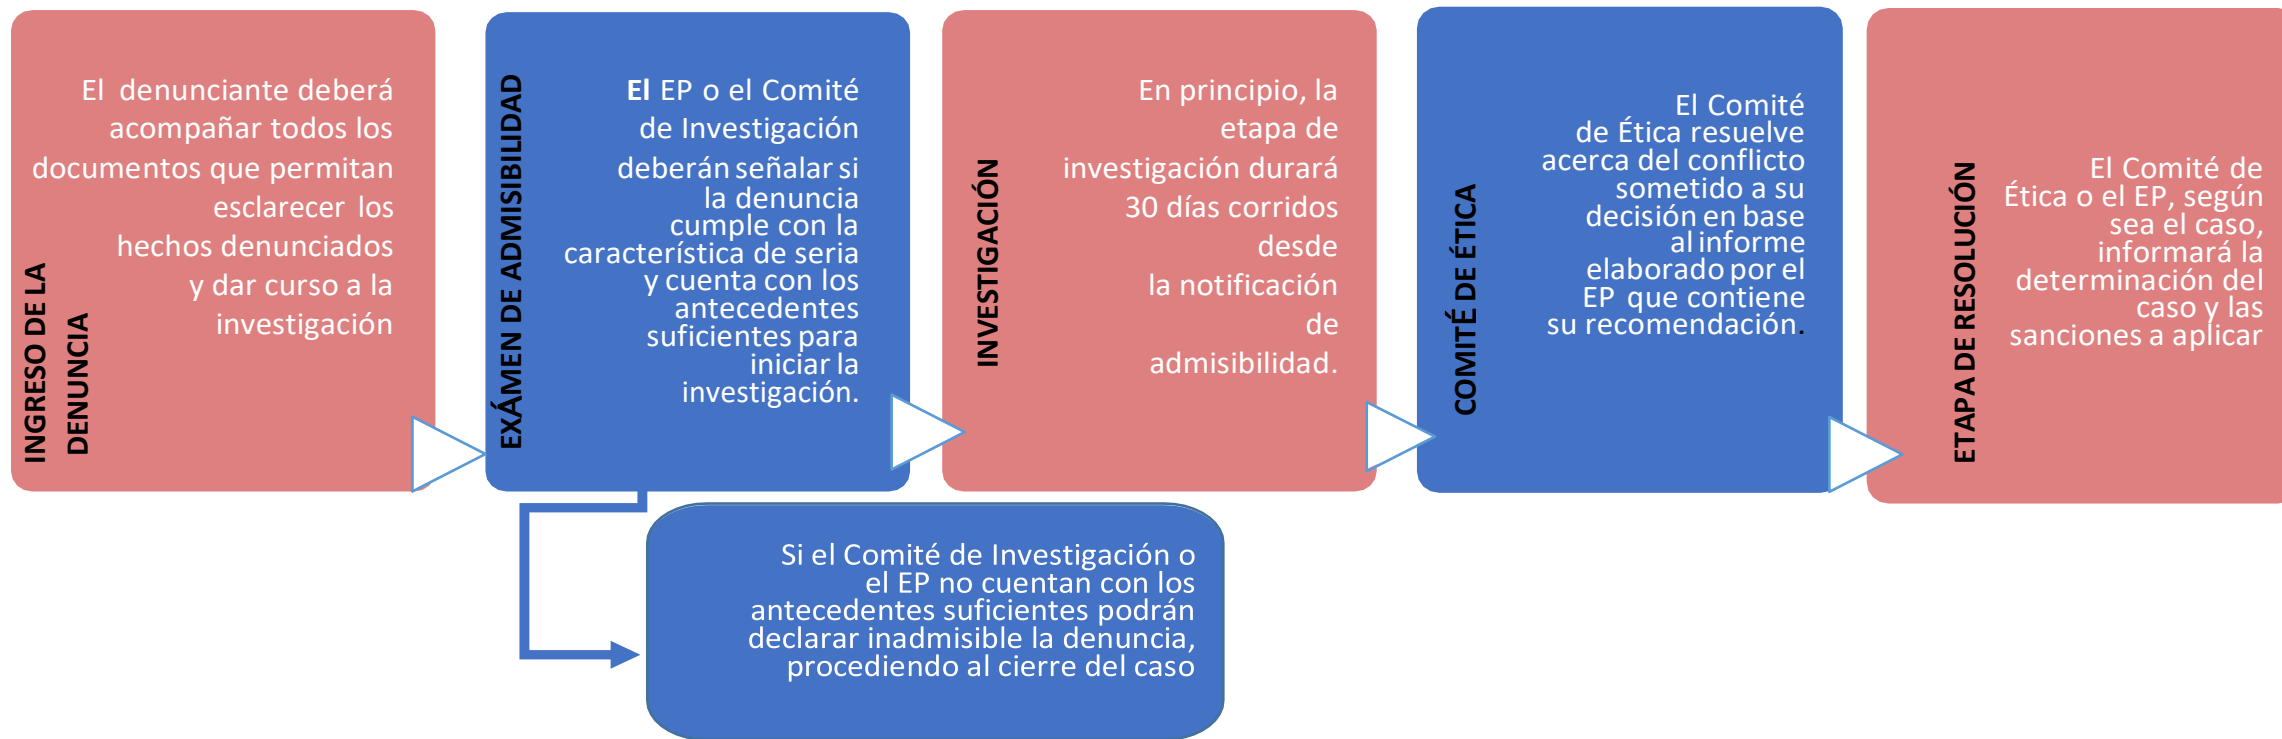 INGRESO DE LA
DENUNCIA
El denunciante deberá
acompañar todos los
documentos que permitan
esclarecer los
hechos denunciados
y dar curso a la
investigación
EXÁMEN DE ADMISIBILIDAD
El EP o el Comité
de Investigación
deberán señalar si
la denuncia
cumple con la
característica de seria
y cuenta con los
antecedentes
suficientes para
iniciar la
investigación.
INVESTIGACIÓN
En principio, la
etapa de
investigación durará
30 días corridos
desde
la notificación
de
admisibilidad.
COMITÉ DE ÉTICA
El Comité
de Ética resuelve
acerca del conflicto
sometido a su
decisión en base
al informe
elaborado por el
EP que contiene
su recomendación.
ETAPA DE RESOLUCIÓN
El Comité de
Ética o el EP, según
sea el caso,
informará la
determinación del
caso y las
sanciones a aplicar
Si el Comité de Investigación o
el EP no cuentan con los
antecedentes suficientes podrán
declarar inadmisible la denuncia,
procediendo al cierre del caso